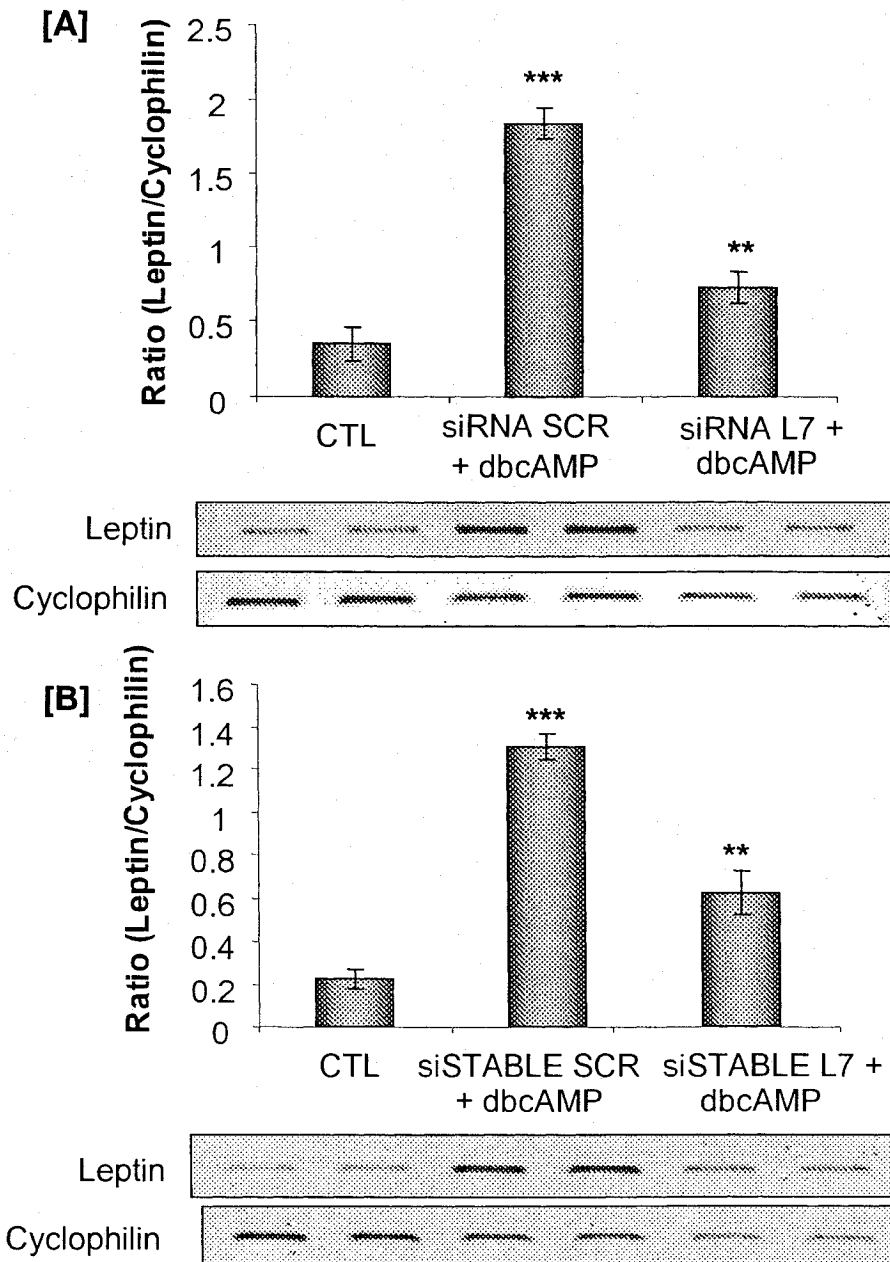 [A]
Ratio (Leptin/Cyclophilin)
2.5
2
1.5
1
0.5
0
***
**
CTL
siRNA SCR
+ dbcAMP
siRNA L7 +
dbcAMP
Leptin
Cyclophilin
[B]
Ratio (Leptin/Cyclophilin)
1.6
1.4
1.2
1
0.8
0.6
0.4
0.2
0
***
**
CTL
siSTABLE SCR
+ dbcAMP
siSTABLE L7 +
dbcAMP
Leptin
Cyclophilin